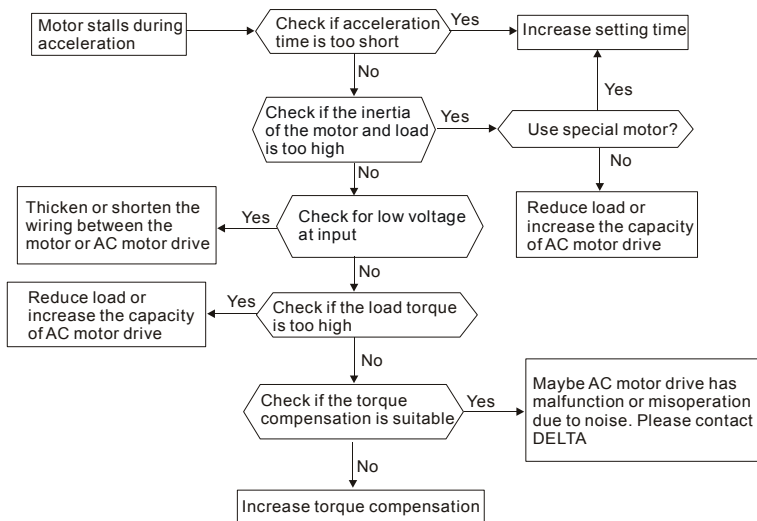 Motor stalls during
acceleration
Check if acceleration
time is too short
Yes
Increase setting time
No
Yes
Check if the inertia
of the motor and load
is too high
Yes
Use special motor?
No
No
Thicken or shorten the
wiring between the
motor or AC motor drive
Yes
Check for low voltage
at input
Reduce load or
increase the capacity
of AC motor drive
No
Reduce load or
increase the capacity
of AC motor drive
Yes
Check if the load torque
is too high
No
Check if the torque
compensation is suitable
Yes
Maybe AC motor drive has
malfunction or misoperation
due to noise. Please contact
DELTA
No
Increase torque compensation